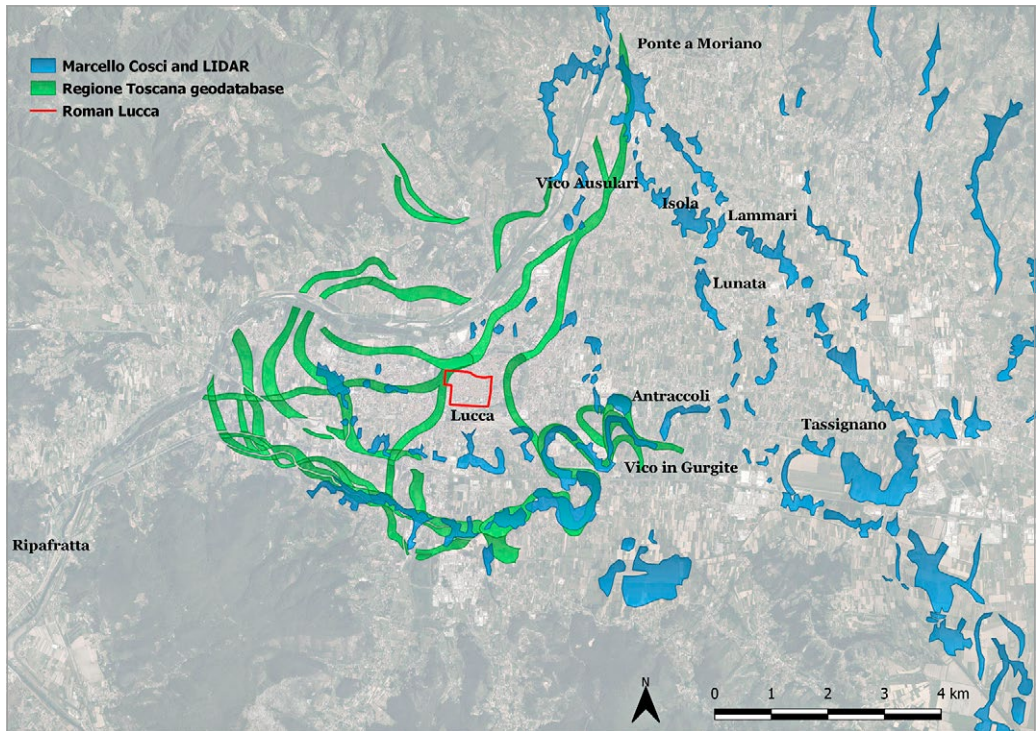 Ponte a Moriano
Marcello Cosci and LIDAR
Regione Toscana geodatabase
Roman Lucca
Vico Ausulari
Isola
Lammari
Lunata
Antraccoli
Lucca
Tassignano
Vico in Gurgite
Ripafratta
N
0 1 2 3 4 km